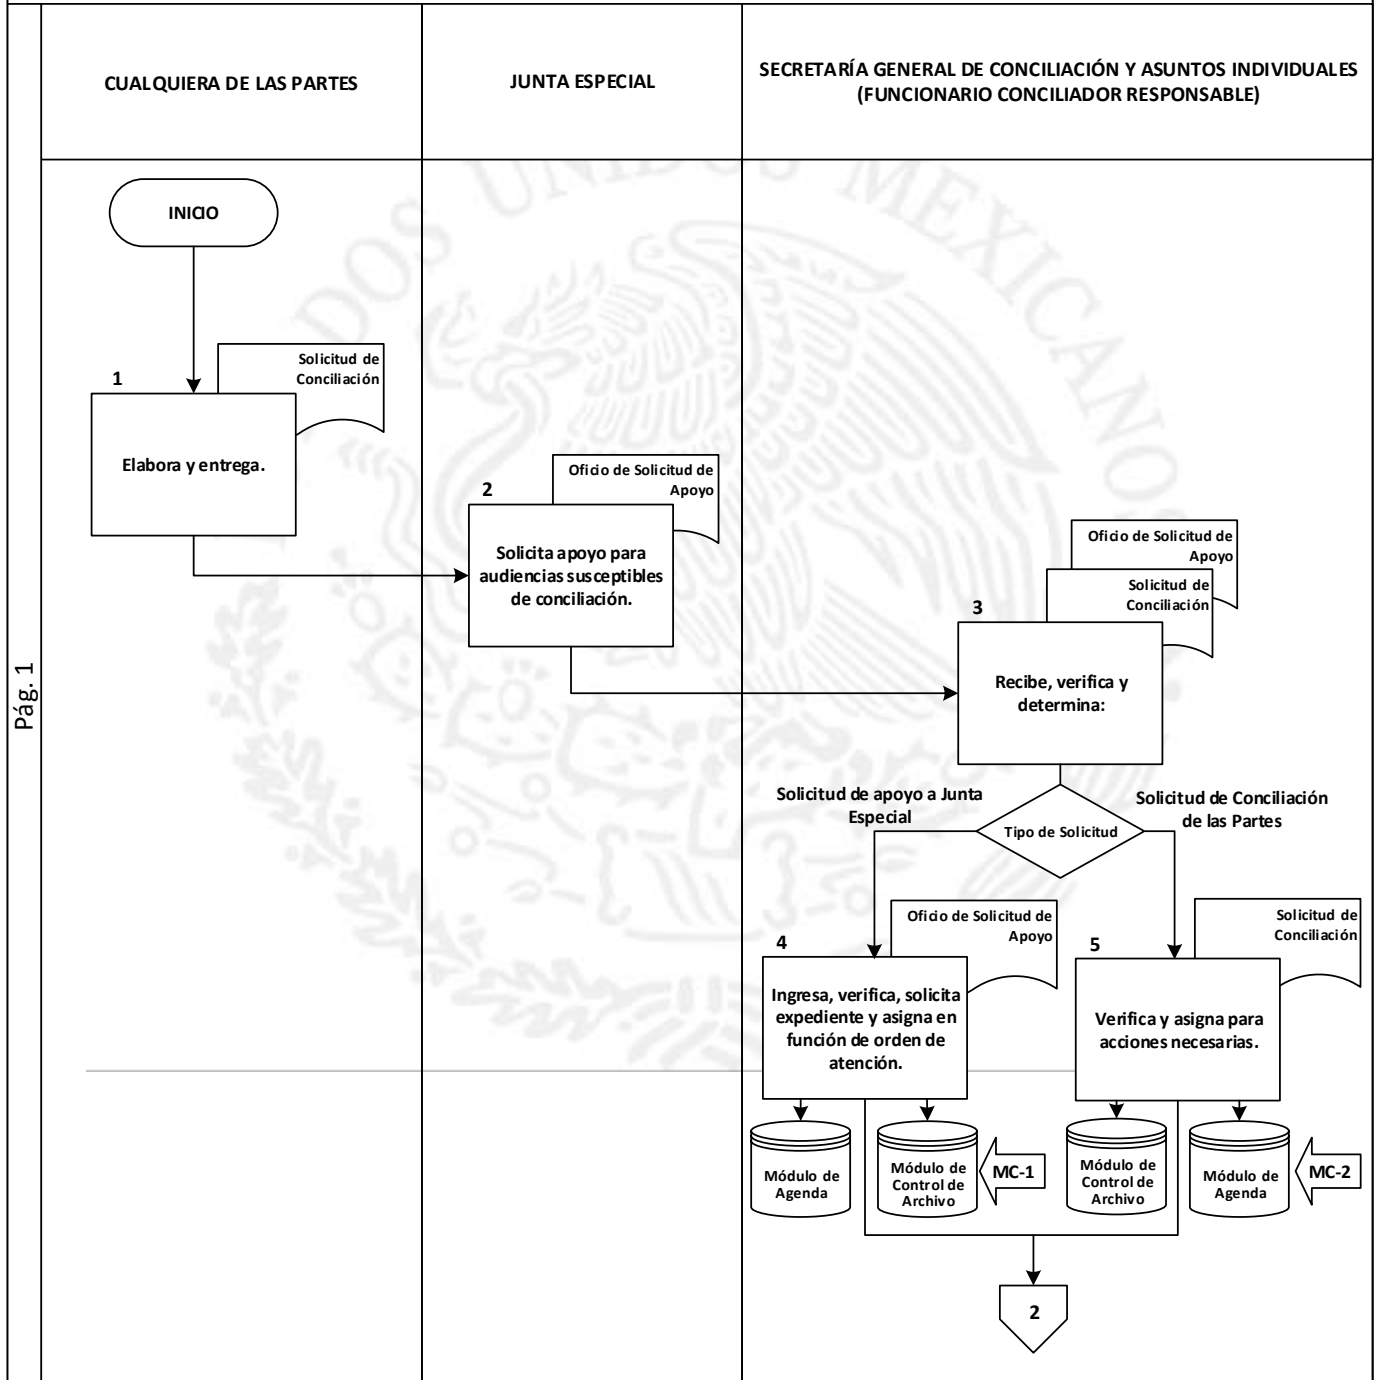 CUALQUIERA DE LAS PARTES
JUNTA ESPECIAL
SECRETARÍA GENERAL DE CONCILIACIÓN Y ASUNTOS INDIVIDUALES
(FUNCIONARIO CONCILIADOR RESPONSABLE)
Pág. 1
DOS UNIDOS MEXICANOS
INICIO
Solicitud de
Conciliación
1
Elabora y entrega.
Oficio de Solicitud de
Apoyo
2
Solicita apoyo para
audiencias susceptibles
de conciliación.
Oficio de Solicitud de
Apoyo
Solicitud de
Conciliación
3
Recibe, verifica y
determina:
Solicitud de apoyo a Junta
Especial
Tipo de Solicitud
Solicitud de Conciliación
de las Partes
Oficio de Solicitud de
Apoyo
4
Ingresa, verifica, solicita
expediente y asigna en
función de orden de
atención.
Solicitud de
Conciliación
5
Verifica y asigna para
acciones necesarias.
Módulo de
Agenda
Módulo de
Control de
Archivo
MC-1
Módulo de
Control de
Archivo
Módulo de
Agenda
MC-2
2